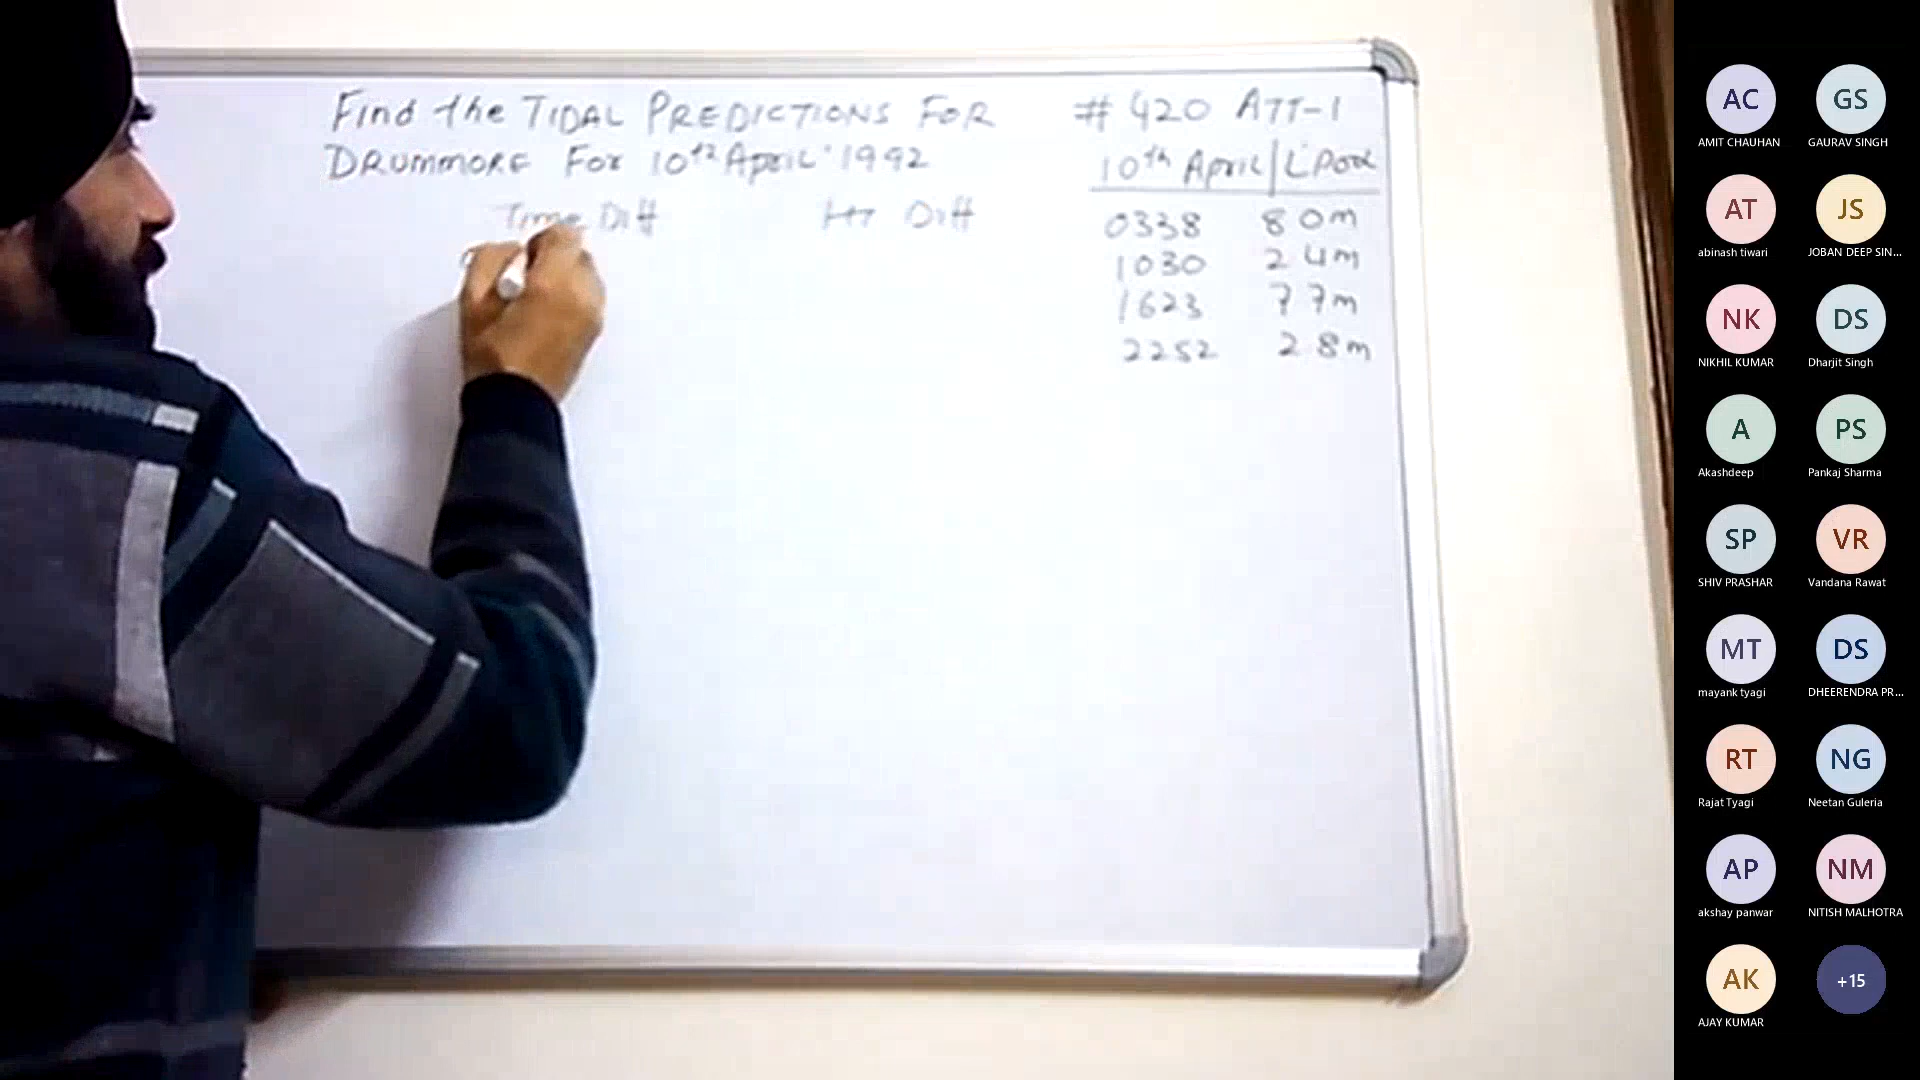 Find the TIDAL PREDICTIONS FOR
DRUMMORE FOR 10th APRIL' 1992
Time Diff Ht Diff
# 420 ATT-1
10th April/L'pool
0338 8 0m
1030 2 4m
1623 7 7m
2252 2 8m
AC
AMIT CHAUHAN
GS
GAURAV SINGH
AT
abinash tiwari
JS
JOBAN DEEP SIN...
NK
NIKHIL KUMAR
DS
Dharjit Singh
A
Akashdeep
PS
Pankaj Sharma
SP
SHIV PRASHAR
VR
Vandana Rawat
MT
mayank tyagi
DS
DHEERENDRA PR...
RT
Rajat Tyagi
NG
Neetan Guleria
AP
akshay panwar
NM
NITISH MALHOTRA
AK
AJAY KUMAR
+15